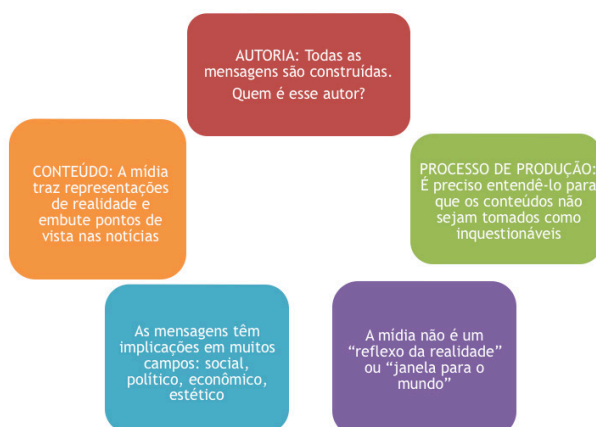 AUTORIA: Todas as
mensagens são construídas.
Quem é esse autor?
CONTEÚDO: A mídia
traz representações
de realidade e
embute pontos de
vista nas notícias
PROCESSO DE PRODUÇÃO:
É preciso entendê-lo para
que os conteúdos não
sejam tomados como
inquestionáveis
As mensagens têm
implicações em muitos
campos: social,
político, econômico,
estético
A mídia não é um
“reflexo da realidade”
ou “janela para o
mundo”